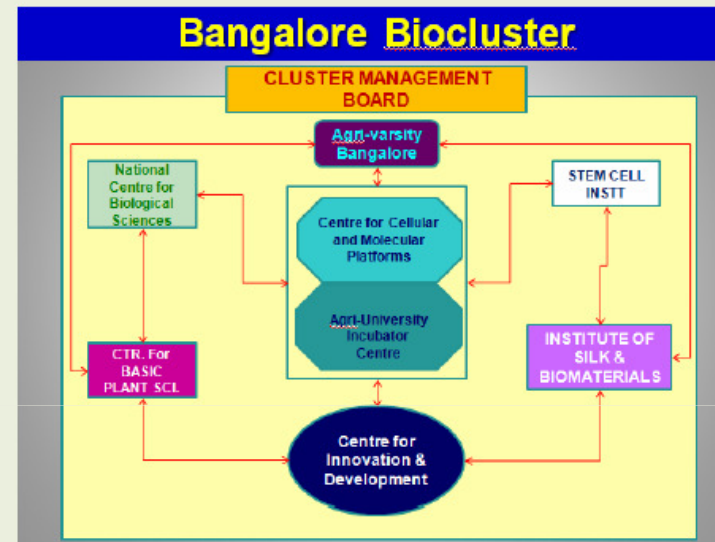 Bangalore Biocluster
CLUSTER MANAGEMENT
BOARD
Agri-varsity
Bangalore
National
Centre for
Biological
Sciences
STEM CELL
INSTT
Centre for Cellular
and Molecular
Platforms
Agri-University
Incubator
Centre
CTR. For
BASIC
PLANT SCI.
INSTITUTE OF
SILK &
BIOMATERIALS
Centre for
Innovation &
Development